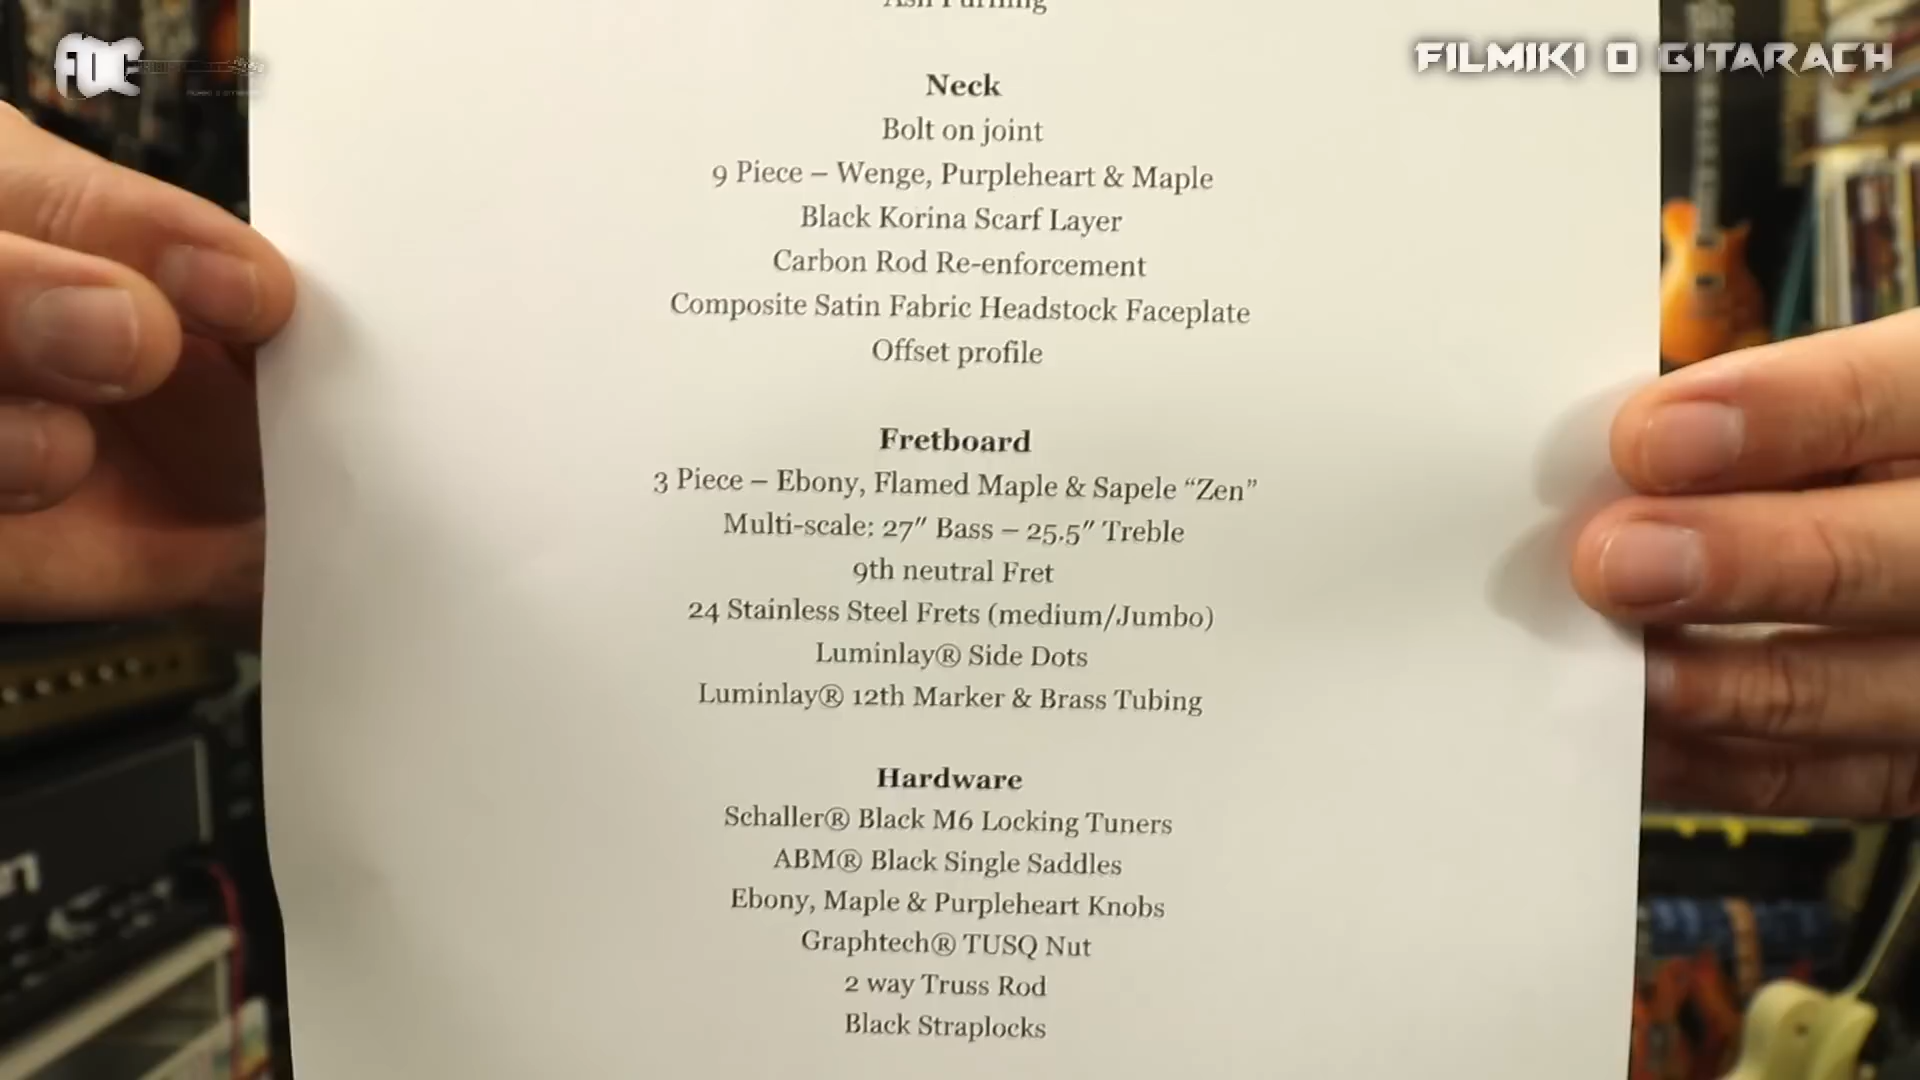 FILMIKI O GITARACH
Neck
Bolt on joint
9 Piece – Wenge, Purpleheart & Maple
Black Korina Scarf Layer
Carbon Rod Re-enforcement
Composite Satin Fabric Headstock Faceplate
Offset profile
Fretboard
3 Piece – Ebony, Flamed Maple & Sapele “Zen”
Multi-scale: 27″ Bass – 25.5″ Treble
9th neutral Fret
24 Stainless Steel Frets (medium/Jumbo)
Luminlay® Side Dots
Luminlay® 12th Marker & Brass Tubing
Hardware
Schaller® Black M6 Locking Tuners
ABM® Black Single Saddles
Ebony, Maple & Purpleheart Knobs
Graphtech® TUSQ Nut
2 way Truss Rod
Black Straplocks